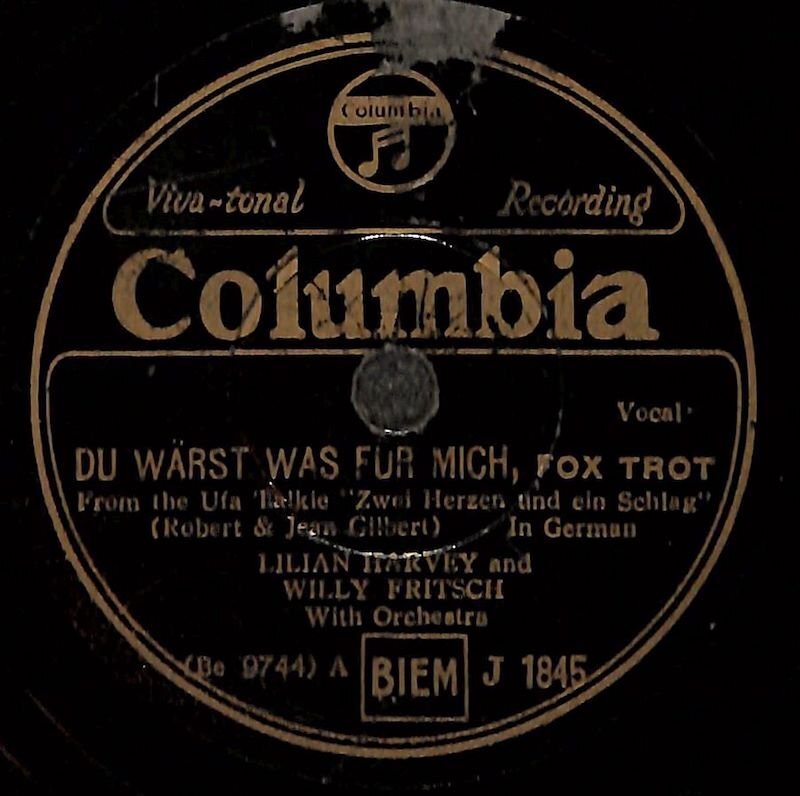 Columbia
Viva-tonal Recording
Columbia
Vocal
DU WÄRST WAS FÜR MICH, FOX TROT
From the Ufa Talkie "Zwei Herzen und ein Schlag"
(Robert & Jean Gilbert) In German
LILIAN HARVEY and
WILLY FRITSCH
With Orchestra
(Be 9744) A BIEM J 1845